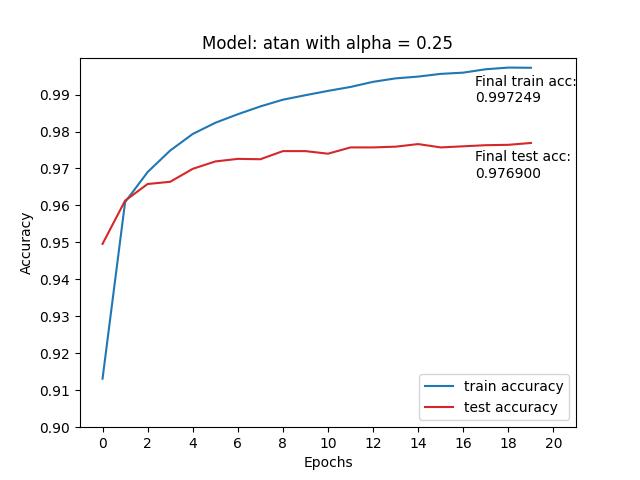 Model: atan with alpha = 0.25
Final train acc:
0.997249
Final test acc:
0.976900
0.99
0.98
0.97
0.96
0.95
0.94
0.93
0.92
0.91
0.90
Accuracy
train accuracy
test accuracy
0 2 4 6 8 10 12 14 16 18 20
Epochs